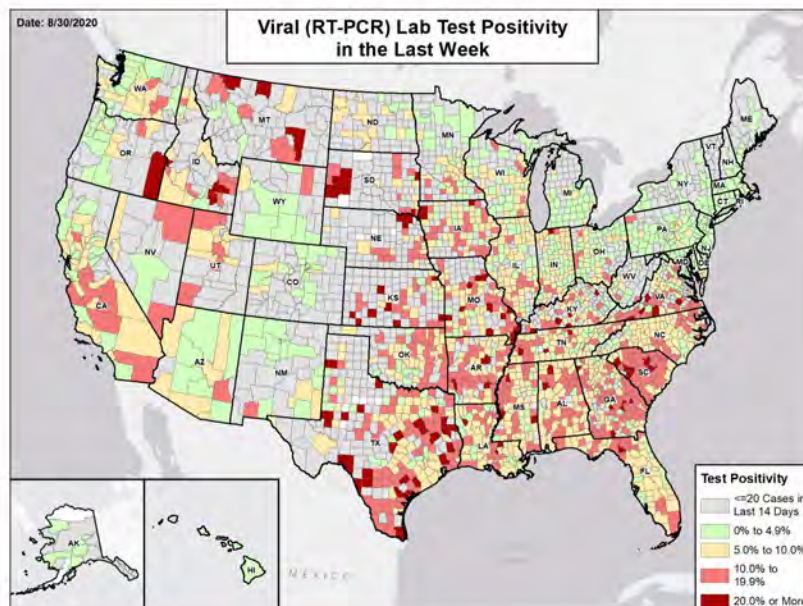 Date: 8/30/2020
Viral (RT-PCR) Lab Test Positivity
in the Last Week
WA
MT
ND
MN
ME
OR
ID
SD
WI
MI
VT
NH
NY
MA
CT
RI
WY
NE
IA
PA
NJ
NV
UT
CO
IL
IN
OH
MD
DE
WV
CA
KS
MO
KY
VA
AZ
NM
OK
AR
TN
NC
SC
TX
LA
MS
AL
GA
FL
AK
HI
MEXICO
Test Positivity
<=20 Cases in
Last 14 Days
0% to 4.9%
5.0% to 10.0%
10.0% to
19.9%
20.0% or More